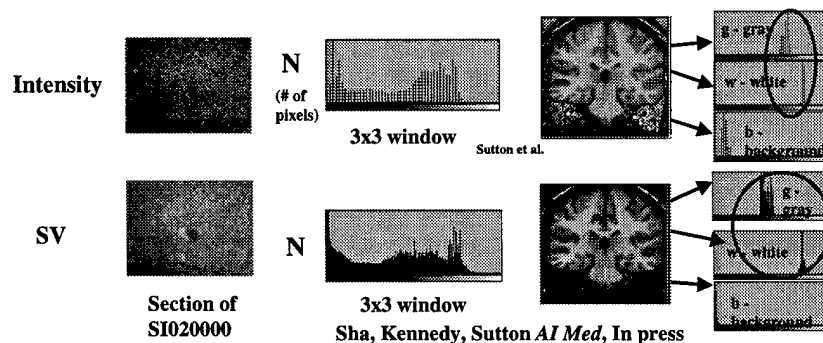 Intensity
N
(# of
pixels)
3x3 window
Sutton et al.
g - gray
w - white
b -
background
SV
N
Section of
SI020000
3x3 window
g -
gray
w - white
b -
background
Sha, Kennedy, Sutton AI Med, In press